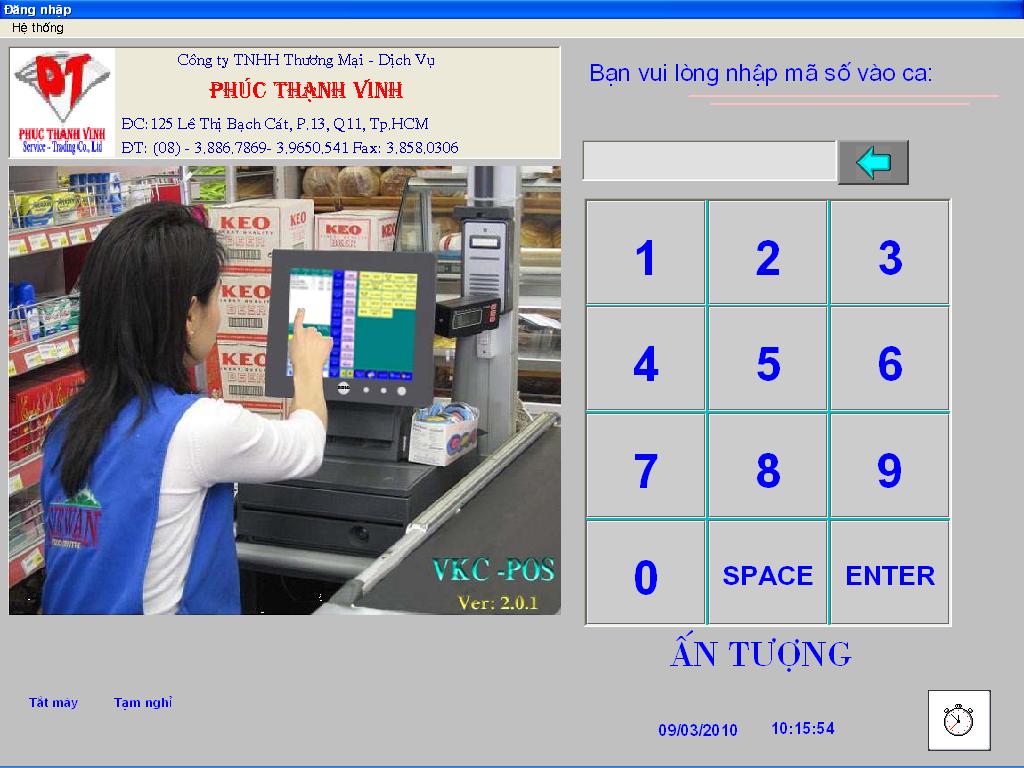 Đăng nhập
Hệ thống
PHUC THANH VINH
Service - Trading Co., Ltd
Công ty TNHH Thương Mại - Dịch Vụ
PHÚC THẠNH VINH
ĐC:125 Lê Thị Bạch Cát, P.13, Q11, Tp.HCM
ĐT: (08) - 3.886.7869- 3.9650.541 Fax: 3.858.0306
Bạn vui lòng nhập mã số vào ca:
KEO
KEO
KEO
KEO
KEO
1 2 3
4 5 6
7 8 9
0 SPACE ENTER
VKC -POS
Ver: 2.0.1
ẤN TƯỢNG
Tắt máy Tạm nghỉ
09/03/2010 10:15:54